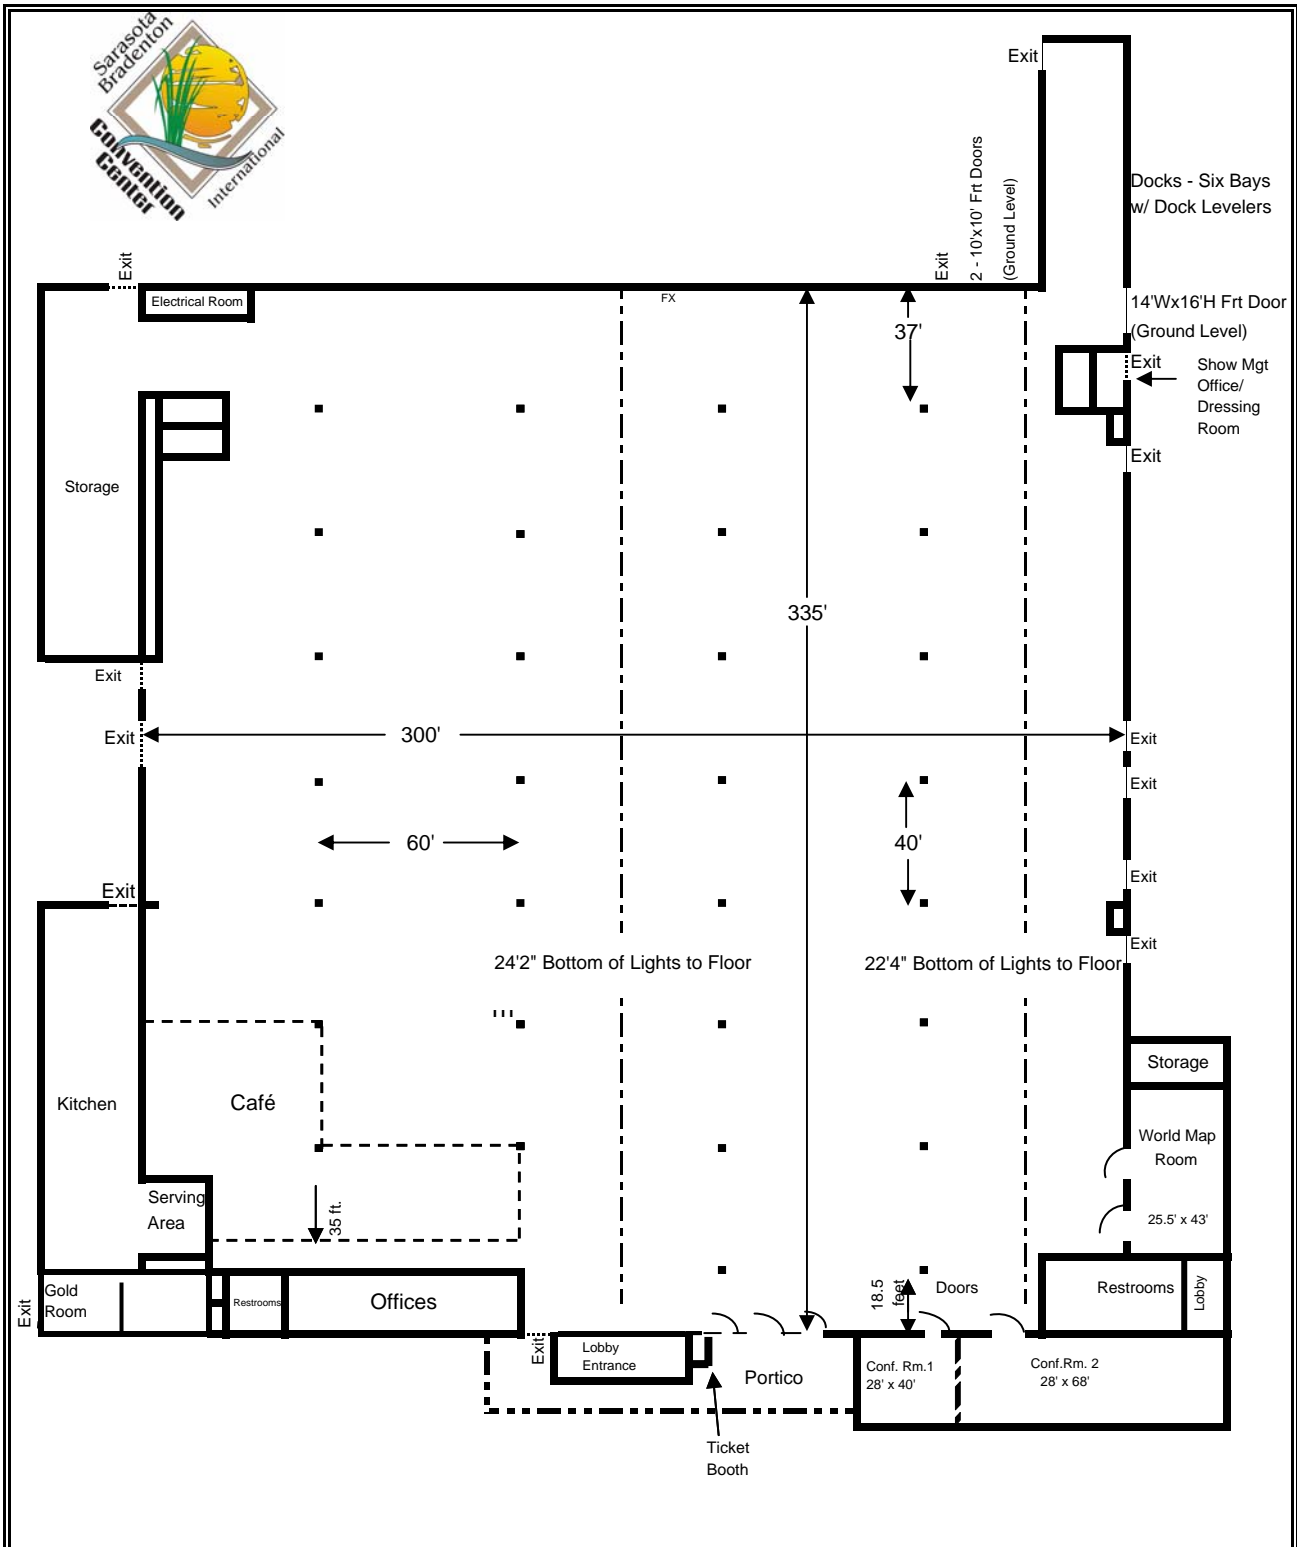 Sarasota
Bradenton
International
Convention
Center
Exit
2 - 10'x10' Frt Doors
(Ground Level)
Exit
Docks - Six Bays
w/ Dock Levelers
Exit
Electrical Room
FX
37'
14'Wx16'H Frt Door
(Ground Level)
Exit
Show Mgt
Office/
Dressing
Room
Exit
Storage
335'
Exit
Exit
300'
Exit
Exit
60'
40'
Exit
Exit
Exit
24'2" Bottom of Lights to Floor
22'4" Bottom of Lights to Floor
Storage
Kitchen
Café
World Map
Room
25.5' x 43'
Serving
Area
35 ft.
Gold
Room
Exit
Restrooms
Offices
18.5
feet
Doors
Restrooms
Lobby
Exit
Lobby
Entrance
Portico
Conf. Rm.1
28' x 40'
Conf.Rm. 2
28' x 68'
Ticket
Booth